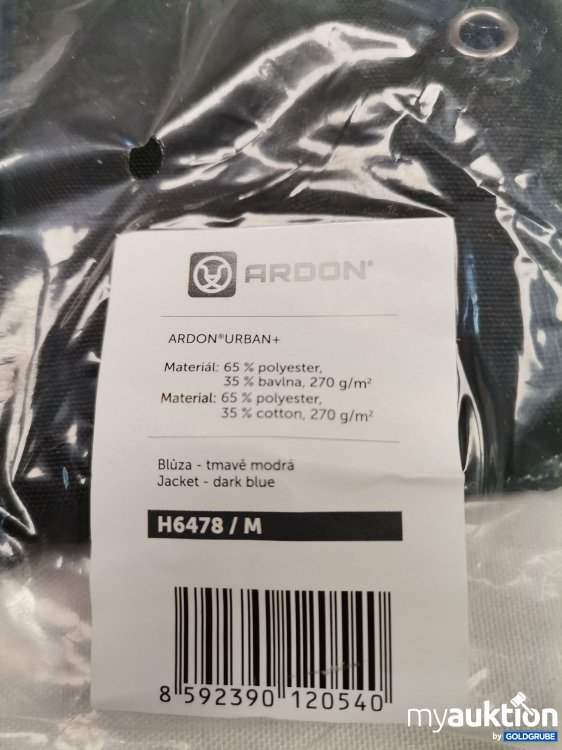 ARDON®
ARDON®URBAN+
Materiál: 65 % polyester,
35 % bavlna, 270 g/m²
Material: 65 % polyester,
35 % cotton, 270 g/m²
Blůza - tmavě modrá
Jacket - dark blue
H6478 / M
8 592390 120540
myauktion
by GOLDGRUBE